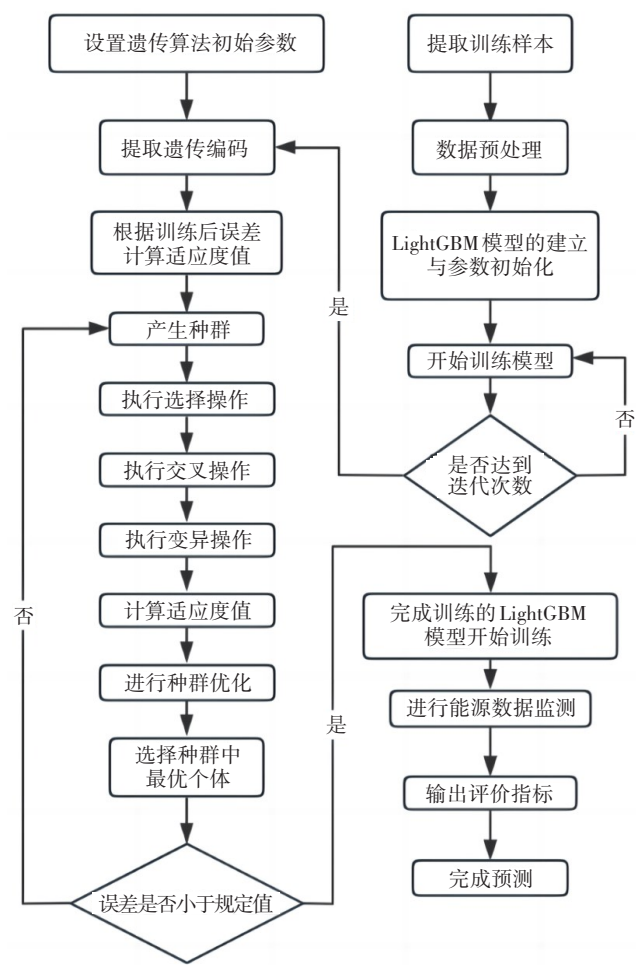 设置遗传算法初始参数
提取遗传编码
根据训练后误差
计算适应度值
产生种群
执行选择操作
执行交叉操作
执行变异操作
计算适应度值
进行种群优化
选择种群中
最优个体
误差是否小于规定值
否
是
是
提取训练样本
数据预处理
LightGBM模型的建立
与参数初始化
开始训练模型
否
是否达到
迭代次数
完成训练的LightGBM
模型开始训练
进行能源数据监测
输出评价指标
完成预测